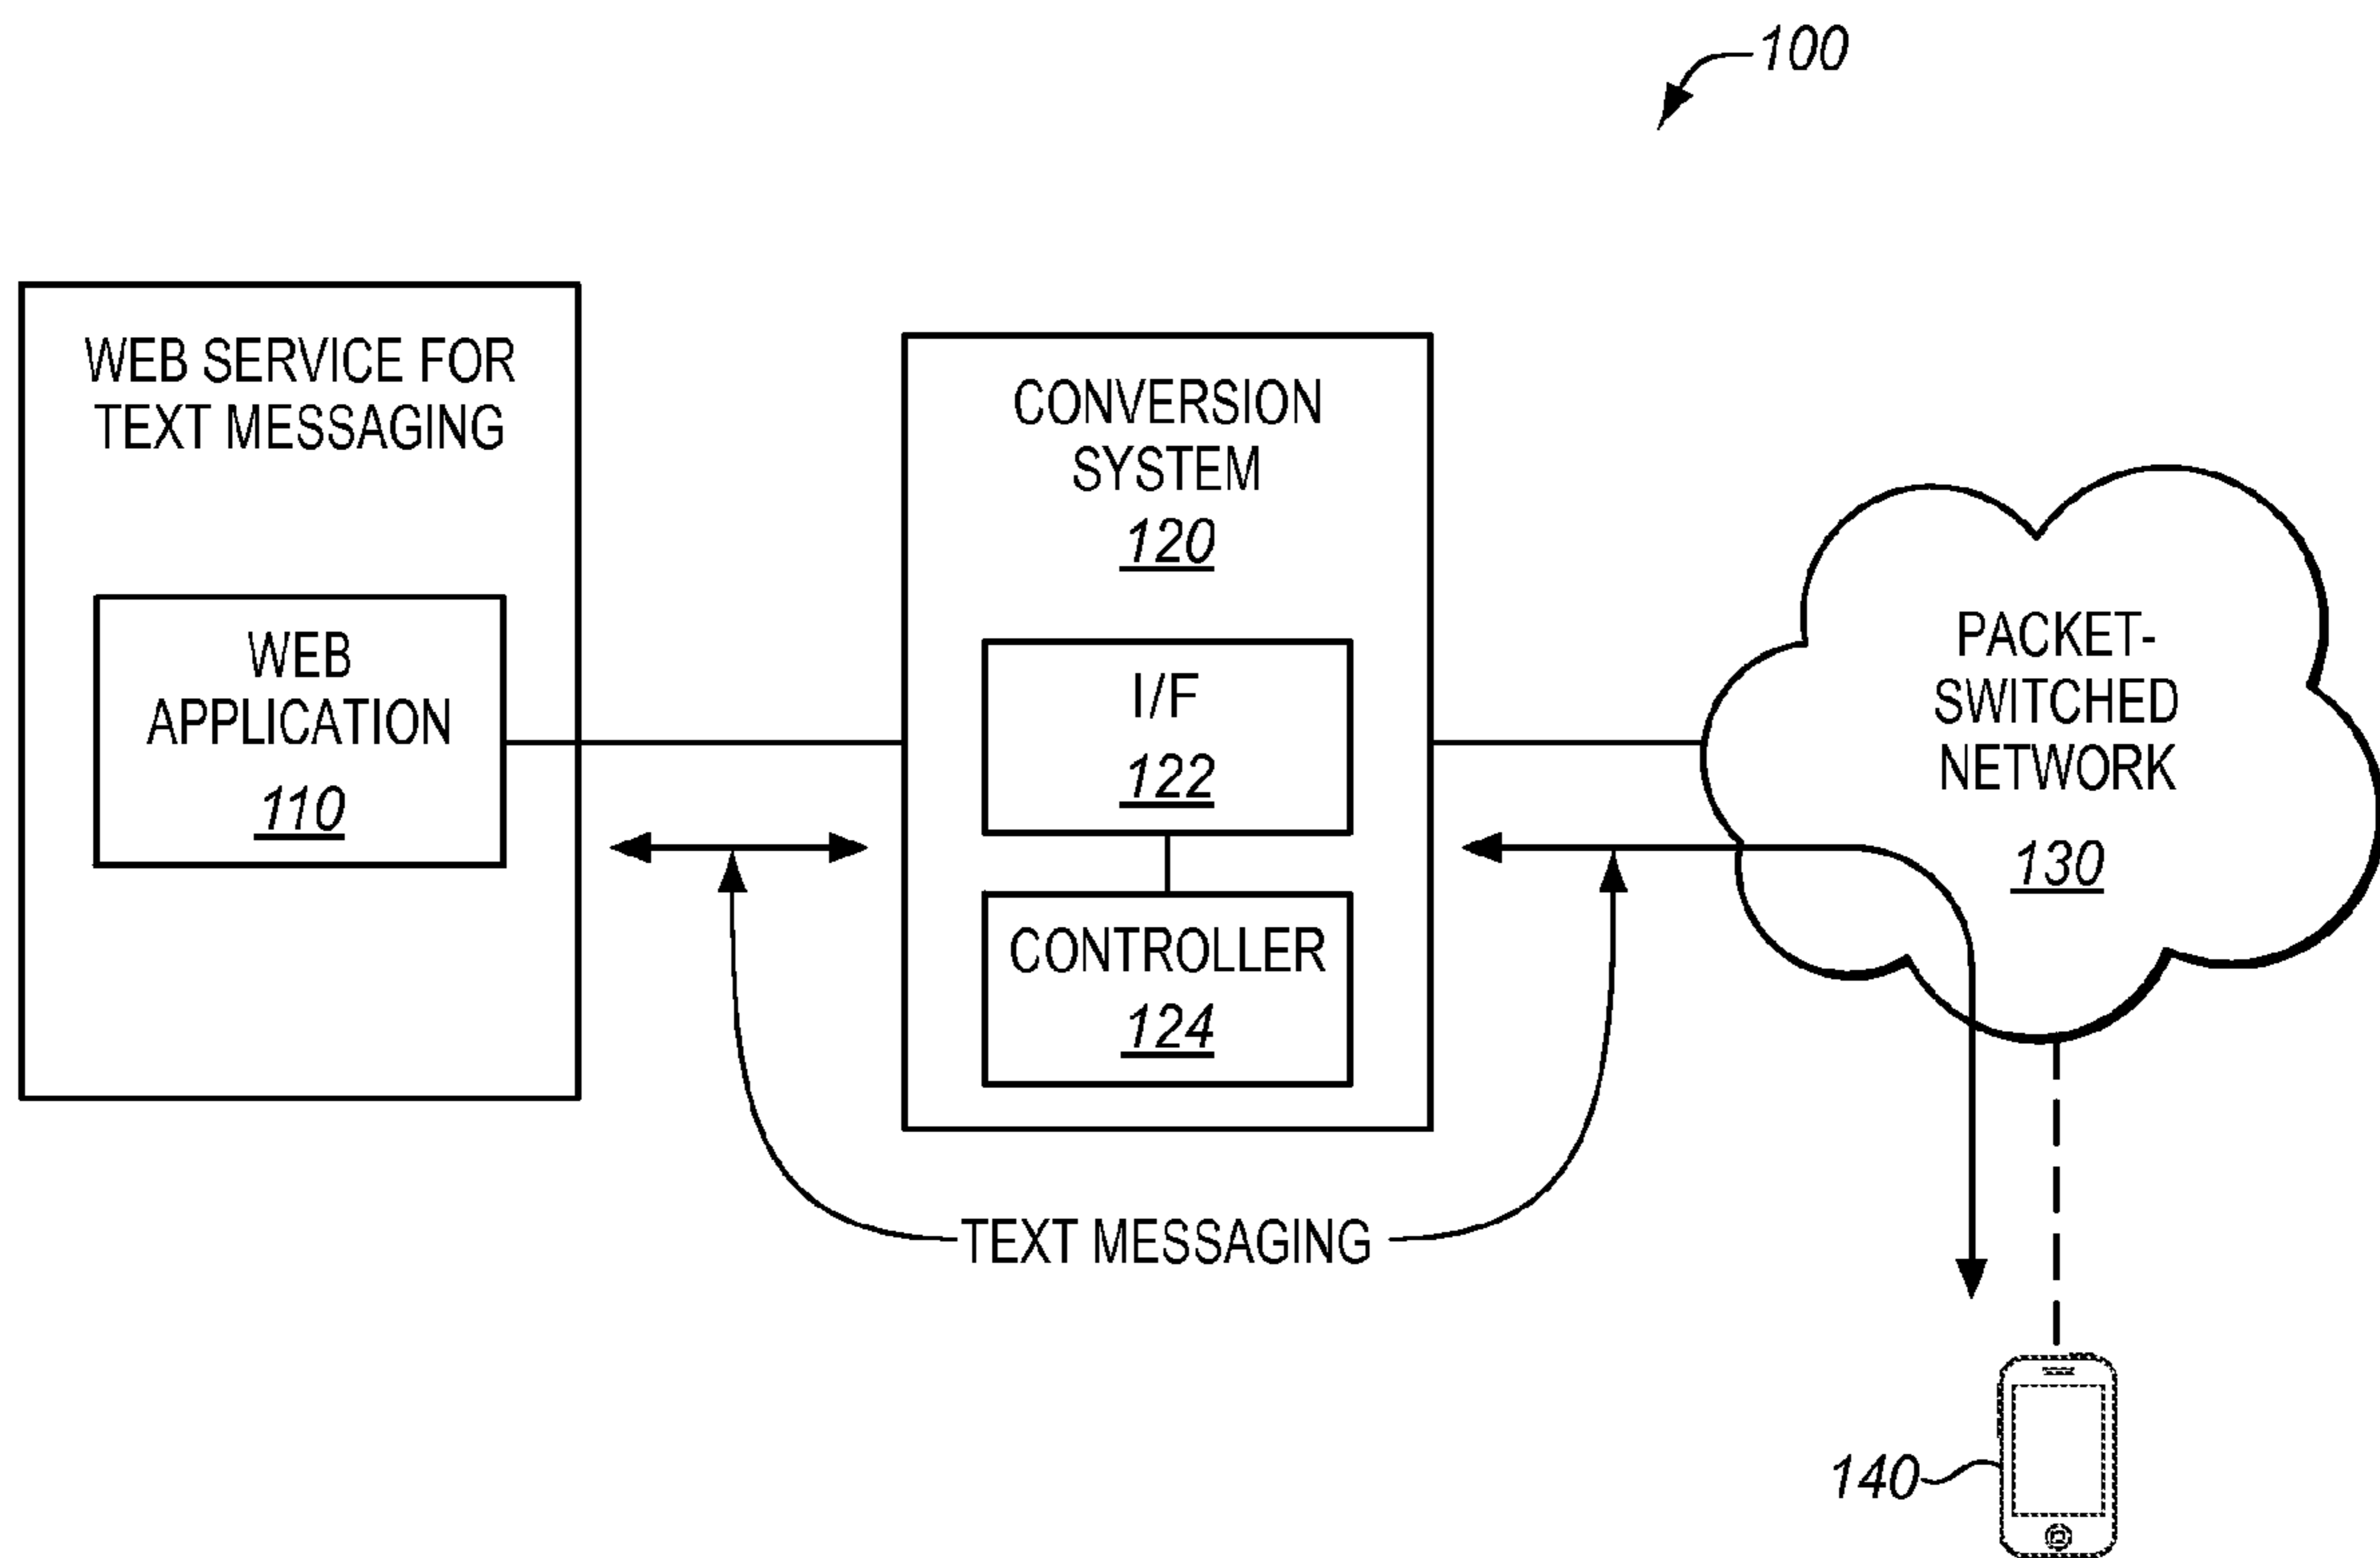 100
WEB SERVICE FOR
TEXT MESSAGING
WEB
APPLICATION
110
CONVERSION
SYSTEM
120
I/F
122
CONTROLLER
124
PACKET-
SWITCHED
NETWORK
130
TEXT MESSAGING
140